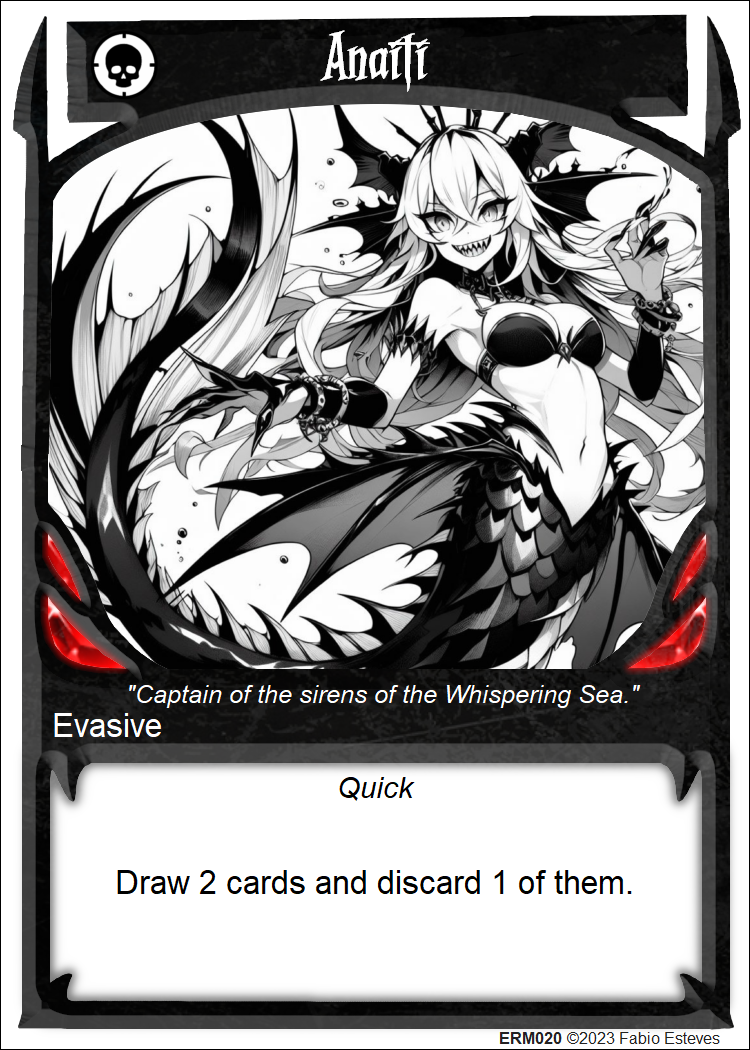 Anaiti
"Captain of the sirens of the Whispering Sea."
Evasive
Quick
Draw 2 cards and discard 1 of them.
ERM020 ©2023 Fabio Esteves